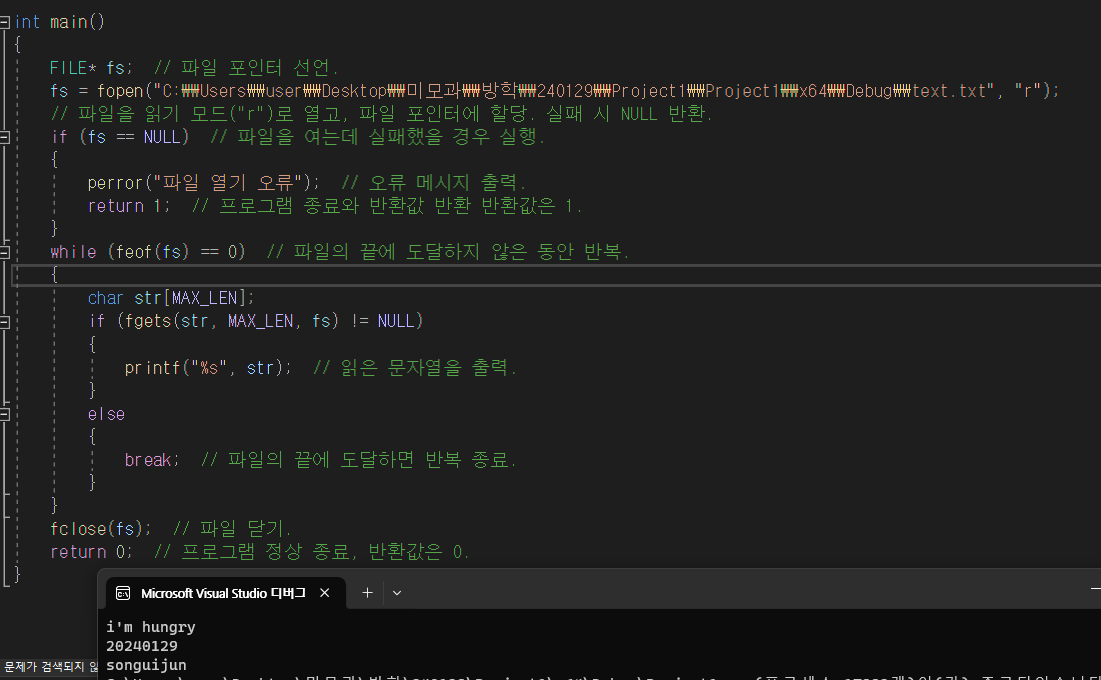 int main()
{
FILE* fs;  // 파일 포인터 선언.
fs = fopen("C:₩₩Users₩₩user₩₩Desktop₩₩미모과₩₩방학₩₩240129₩₩Project1₩₩Project1₩₩x64₩₩Debug₩₩text.txt", "r");
// 파일을 읽기 모드("r")로 열고, 파일 포인터에 할당. 실패 시 NULL 반환.
if (fs == NULL)  // 파일을 여는데 실패했을 경우 실행.
{
perror("파일 열기 오류");  // 오류 메시지 출력.
return 1;  // 프로그램 종료와 반환값 반환 반환값은 1.
}
while (feof(fs) == 0)  // 파일의 끝에 도달하지 않은 동안 반복.
{
char str[MAX_LEN];
if (fgets(str, MAX_LEN, fs) != NULL)
{
printf("%s", str);  // 읽은 문자열을 출력.
}
else
{
break;  // 파일의 끝에 도달하면 반복 종료.
}
}
fclose(fs);  // 파일 닫기.
return 0;  // 프로그램 정상 종료, 반환값은 0.
}
Microsoft Visual Studio 디버그
i'm hungry
20240129
문제가 검색되지
songuijun